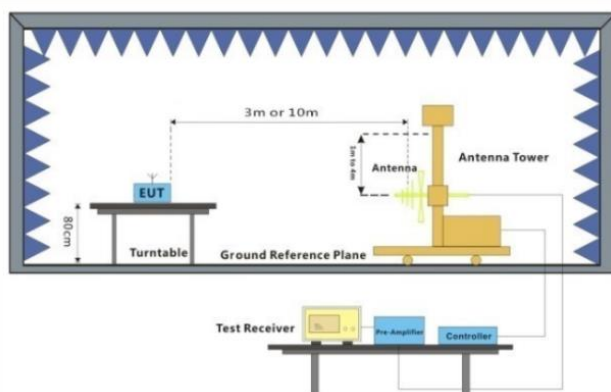 3m or 10m
Antenna Tower
1m to 4m
Antenna
EUT
80cm
Turntable
Ground Reference Plane
Test Receiver
Pre-Amplifier
Controller